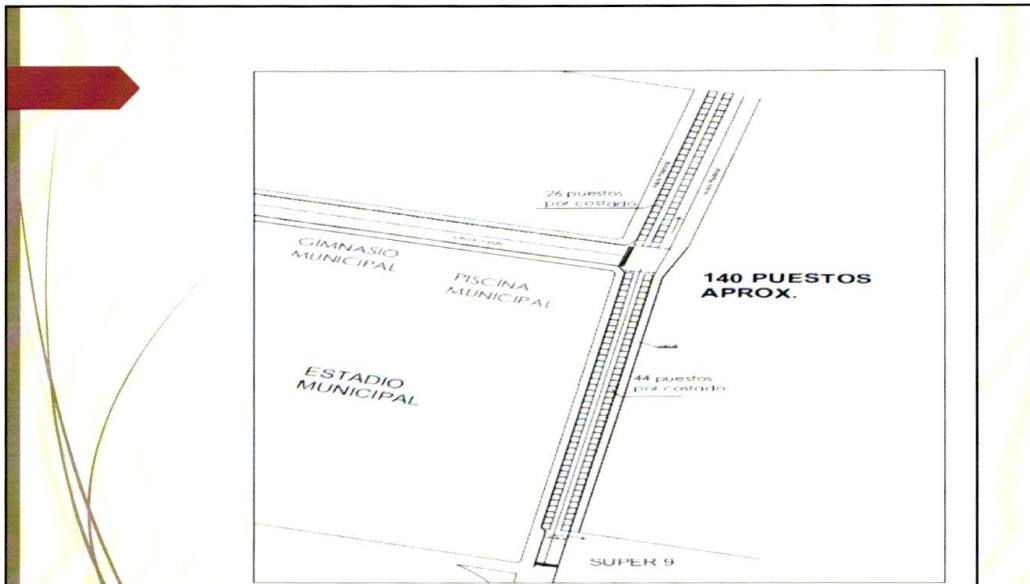 26 puestos
por costado
GIMNASIO
MUNICIPAL
PISCINA
MUNICIPAL
140 PUESTOS
APROX.
ESTADIO
MUNICIPAL
44 puestos
por costado
SUPER 9